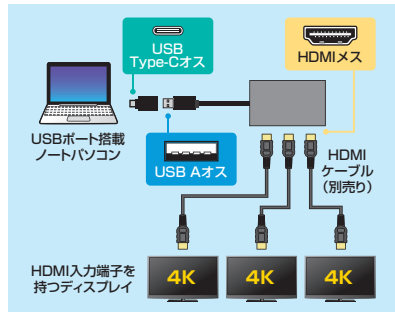 USB
Type-Cオス
HDMIメス
USBポート搭載
ノートパソコン
USB Aオス
HDMI
ケーブル
（別売り）
HDMI入力端子を
持つディスプレイ
4K
4K
4K